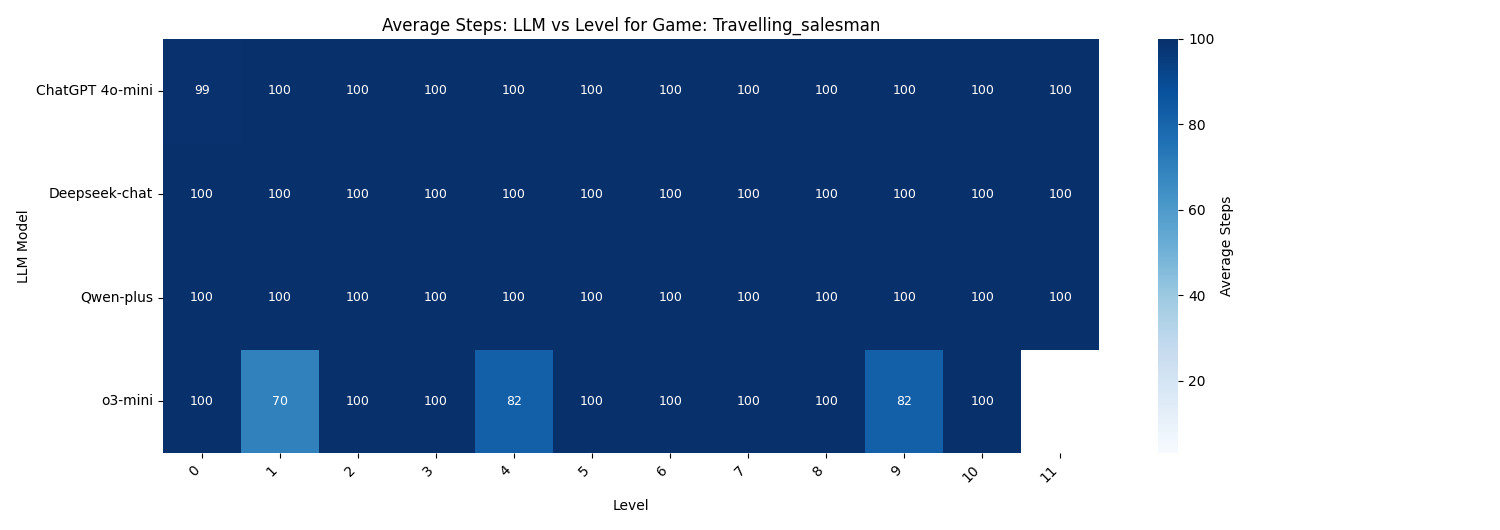 Average Steps: LLM vs Level for Game: Travelling_salesman
LLM Model
ChatGPT 4o-mini 99 100 100 100 100 100 100 100 100 100 100 100
Deepseek-chat 100 100 100 100 100 100 100 100 100 100 100 100
Qwen-plus 100 100 100 100 100 100 100 100 100 100 100 100
o3-mini 100 70 100 100 82 100 100 100 100 82 100
0 1 2 3 4 5 6 7 8 9 10 11
Level
100
80
60
40
20
Average Steps